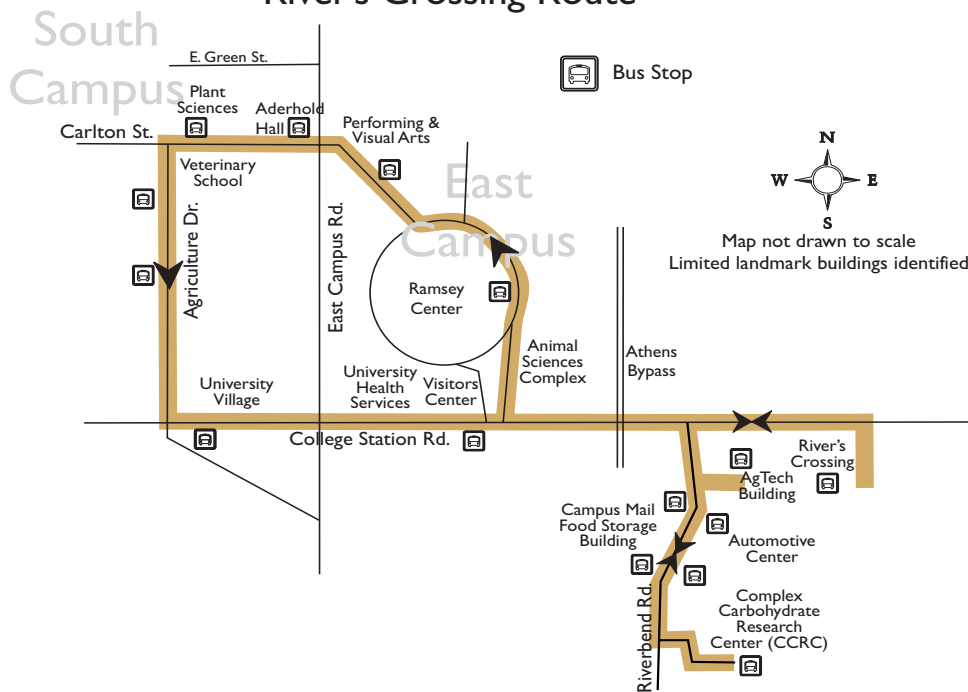 River's Crossing Route
South
Campus
E. Green St.
Bus Stop
Plant
Sciences
Aderhold
Hall
Performing &
Visual Arts
Carlton St.
Veterinary
School
East
Campus
N
W
E
S
Map not drawn to scale
Limited landmark buildings identified
Agriculture Dr.
East Campus Rd.
Ramsey
Center
Animal
Sciences
Complex
Athens
Bypass
University
Village
University
Health
Services
Visitors
Center
College Station Rd.
River's
Crossing
AgTech
Building
Campus Mail
Food Storage
Building
Automotive
Center
Riverbend Rd.
Complex
Carbohydrate
Research
Center (CCRC)